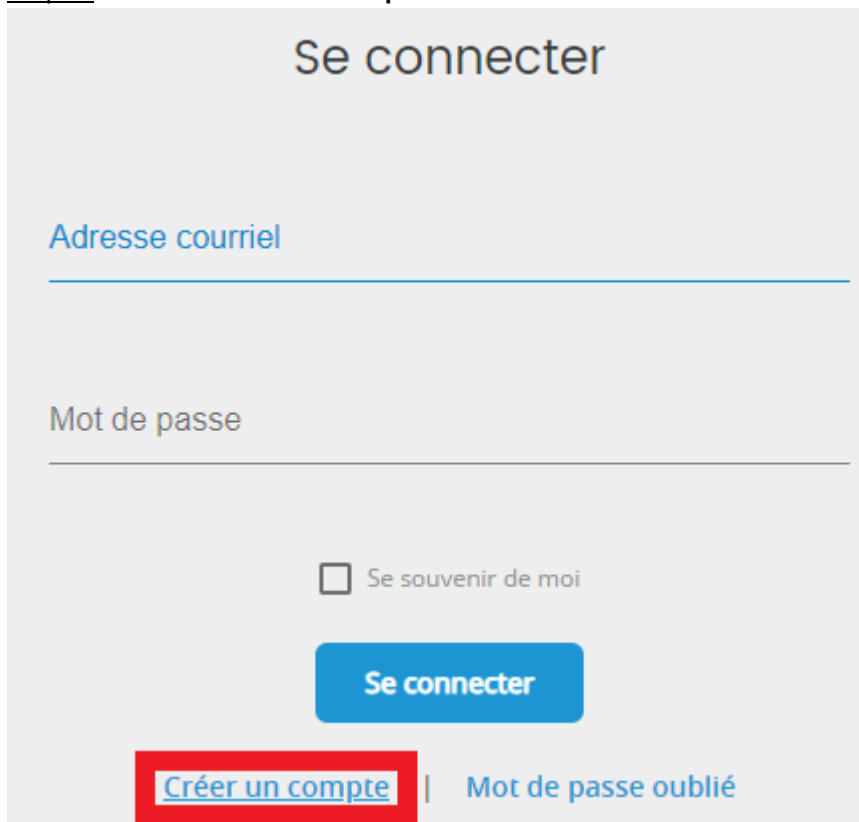 Se connecter
Adresse courriel
Mot de passe
Se souvenir de moi
Se connecter
Créer un compte | Mot de passe oublié